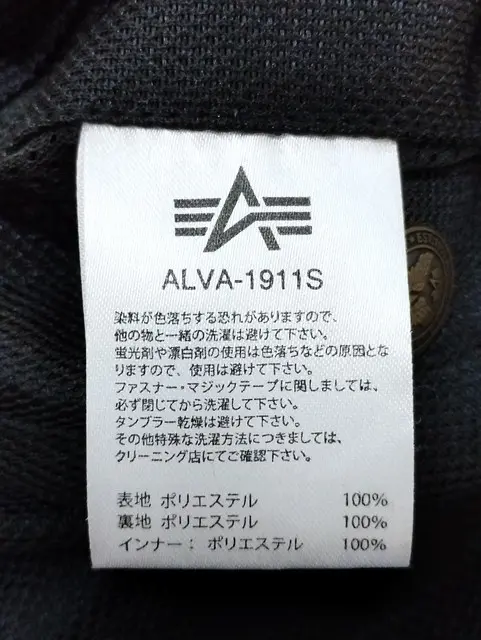 ALVA-1911S
染料が色落ちする恐れがありますので、
他の物と一緒の洗濯は避けて下さい。
蛍光剤や漂白剤の使用は色落ちなどの原因とな
りますので、使用は避けて下さい。
ファスナー・マジックテープに関しましては、
必ず閉じてから洗濯して下さい。
タンブラー乾燥は避けて下さい。
その他特殊な洗濯方法につきましては、
クリーニング店にてご確認下さい。
表地 ポリエステル 100%
裏地 ポリエステル 100%
インナー： ポリエステル 100%